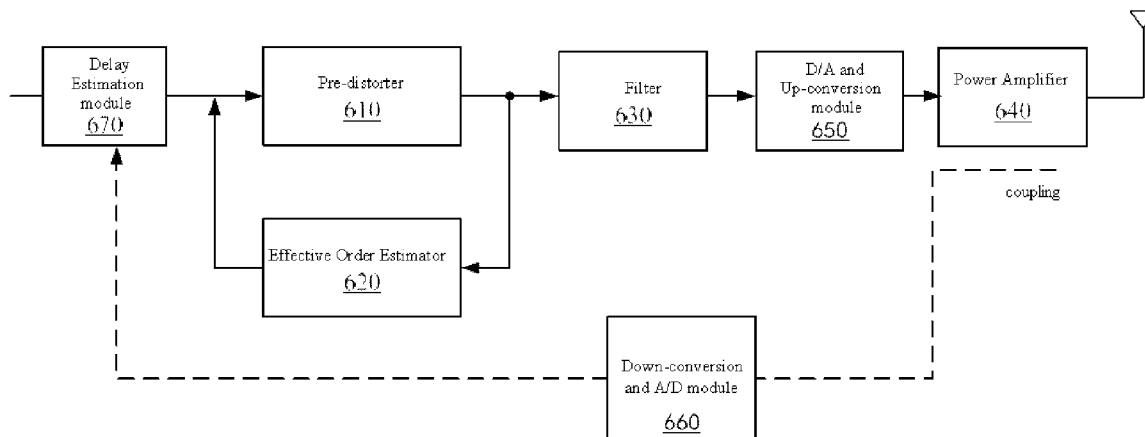 Delay
Estimation
module
670
Pre-distorter
610
Filter
630
D/A and
Up-conversion
module
650
Power Amplifier
640
coupling
Effective Order Estimator
620
Down-conversion
and A/D module
660